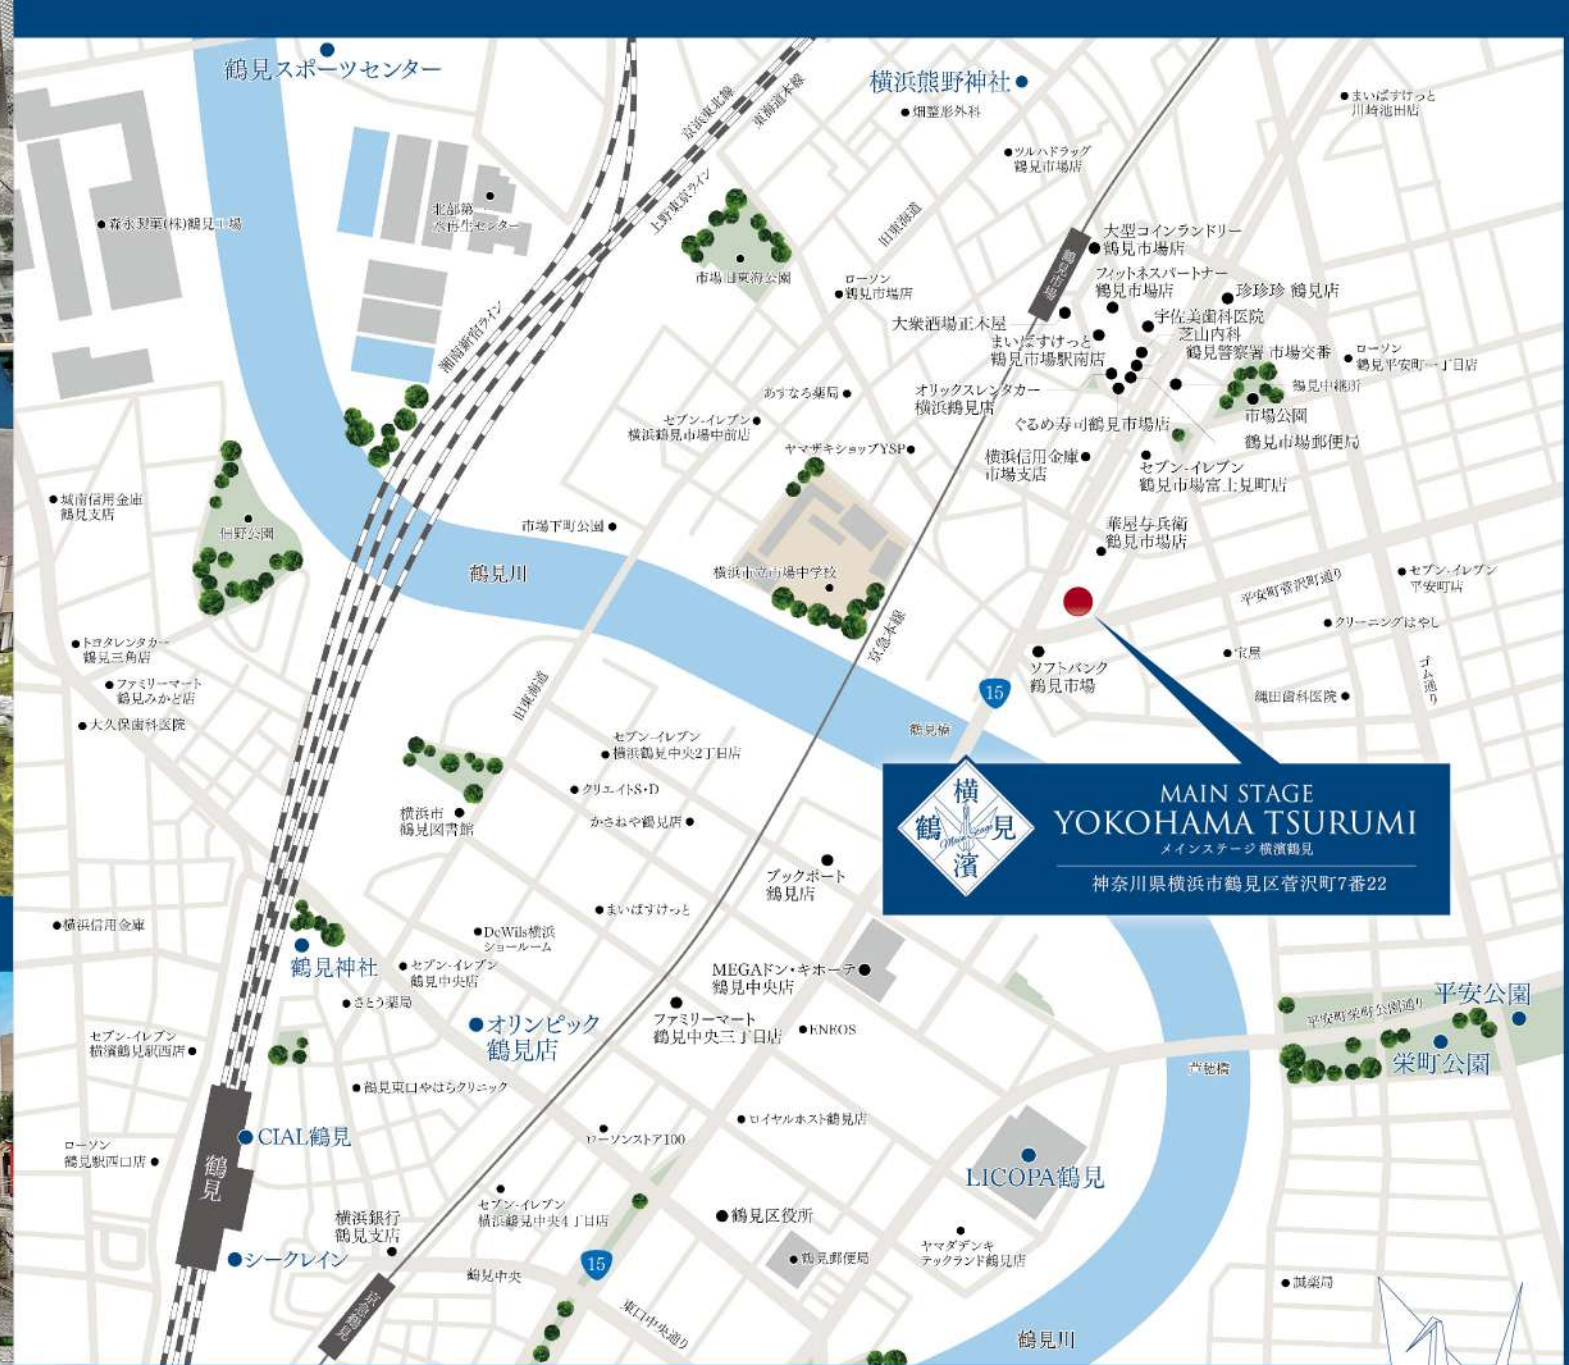 鶴見スポーツセンター
京浜東北線
東海道本線
横浜熊野神社
畑整形外科
まいばすけっと
川崎池田店
ツルハドラッグ
鶴見市場店
森永製菓(株)鶴見工場
北部第一
水再生センター
上野東京ライン
旧東海道
市場旧東海公園
湘南新宿ライン
ローソン
鶴見市場店
鶴見市場
大型コインランドリー
鶴見市場店
フィットネスパートナー
鶴見市場店
珍珍珍 鶴見店
大衆酒場正木屋
宇佐美歯科医院
芝山内科
まいばすけっと
鶴見市場駅南店
鶴見警察署 市場交番
ローソン
鶴見平安町一丁目店
鶴見中継所
オリックスレンタカー
横浜鶴見店
あすなろ薬局
市場公園
セブン-イレブン
横浜鶴見市場中前店
ぐるめ寿司鶴見市場店
鶴見市場郵便局
ヤマザキショップYSP
横浜信用金庫
市場支店
セブン-イレブン
鶴見市場富士見町店
城南信用金庫
鶴見支店
佃野公園
市場下町公園
華屋与兵衛
鶴見市場店
鶴見川
横浜市立市場中学校
平安町菅沢町通り
セブン-イレブン
平安町店
クリーニングはやし
京急本線
トヨタレンタカー
鶴見三角店
ソフトバンク
鶴見市場
宝屋
ファミリーマート
鶴見みかど店
旧東海道
15
縄田歯科医院
ゴム通り
大久保歯科医院
鶴見橋
セブン-イレブン
横浜鶴見中央2丁目店
クリエイトS・D
横浜市
鶴見図書館
かさねや鶴見店
横
鶴 見
濱
Main Stage
MAIN STAGE
YOKOHAMA TSURUMI
メインステージ 横濱鶴見
神奈川県横浜市鶴見区菅沢町7番22
ブックポート
鶴見店
まいばすけっと
横浜信用金庫
DeWils横浜
ショールーム
鶴見神社
セブン-イレブン
鶴見中央店
MEGAドン・キホーテ
鶴見中央店
さとう薬局
平安公園
平安町栄町公園通り
オリンピック
鶴見店
ファミリーマート
鶴見中央三丁目店
ENEOS
セブン-イレブン
横濱鶴見駅西店
栄町公園
芦穂橋
鶴見東口やはらクリニック
CIAL鶴見
ロイヤルホスト鶴見店
ローソンストア100
ローソン
鶴見駅西口店
鶴見
LICOPA鶴見
セブン-イレブン
横浜鶴見中央4丁目店
横浜銀行
鶴見支店
鶴見区役所
シークレイン
鶴見中央
15
鶴見郵便局
ヤマダデンキ
テックランド鶴見店
誠薬局
京急鶴見
東口中央通り
鶴見川